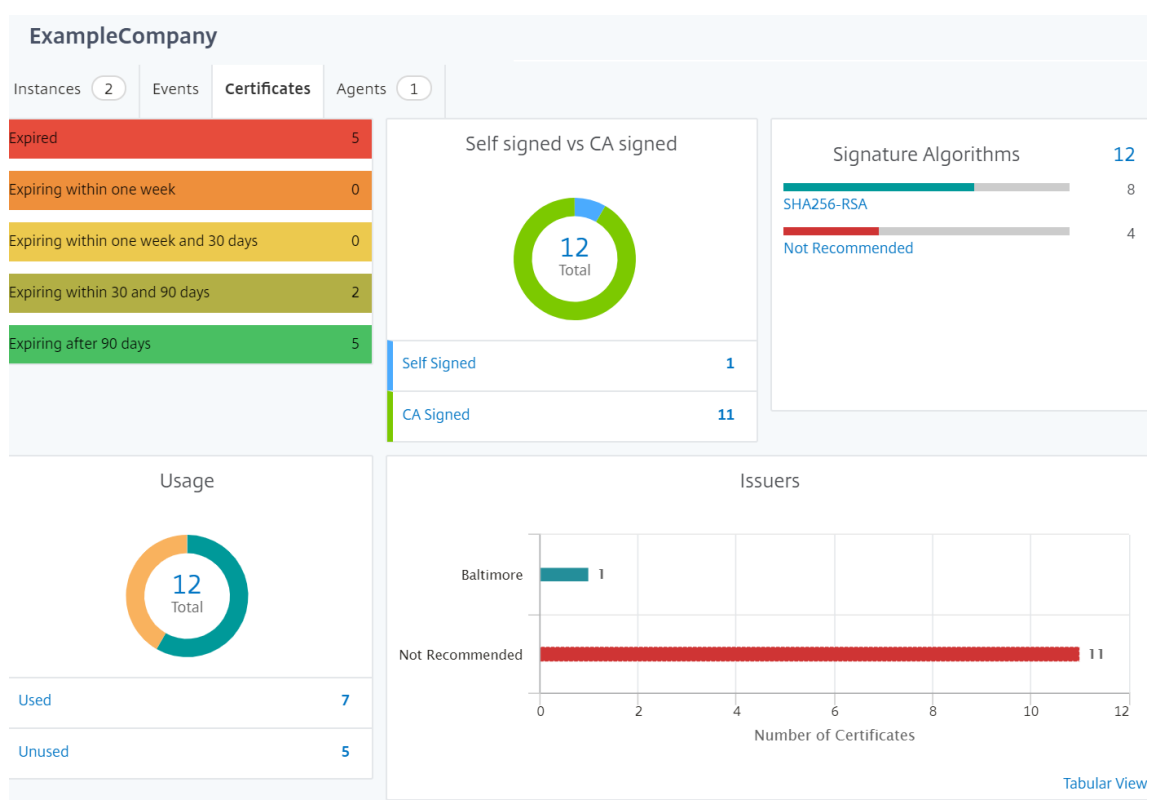 ExampleCompany
Instances 2 Events Certificates Agents 1
Expired 5
Expiring within one week 0
Expiring within one week and 30 days 0
Expiring within 30 and 90 days 2
Expiring after 90 days 5
Self signed vs CA signed
12
Total
Self Signed 1
CA Signed 11
Signature Algorithms 12
8
SHA256-RSA
4
Not Recommended
Usage
12
Total
Used 7
Unused 5
Issuers
Baltimore 1
Not Recommended 11
0 2 4 6 8 10 12
Number of Certificates
Tabular View